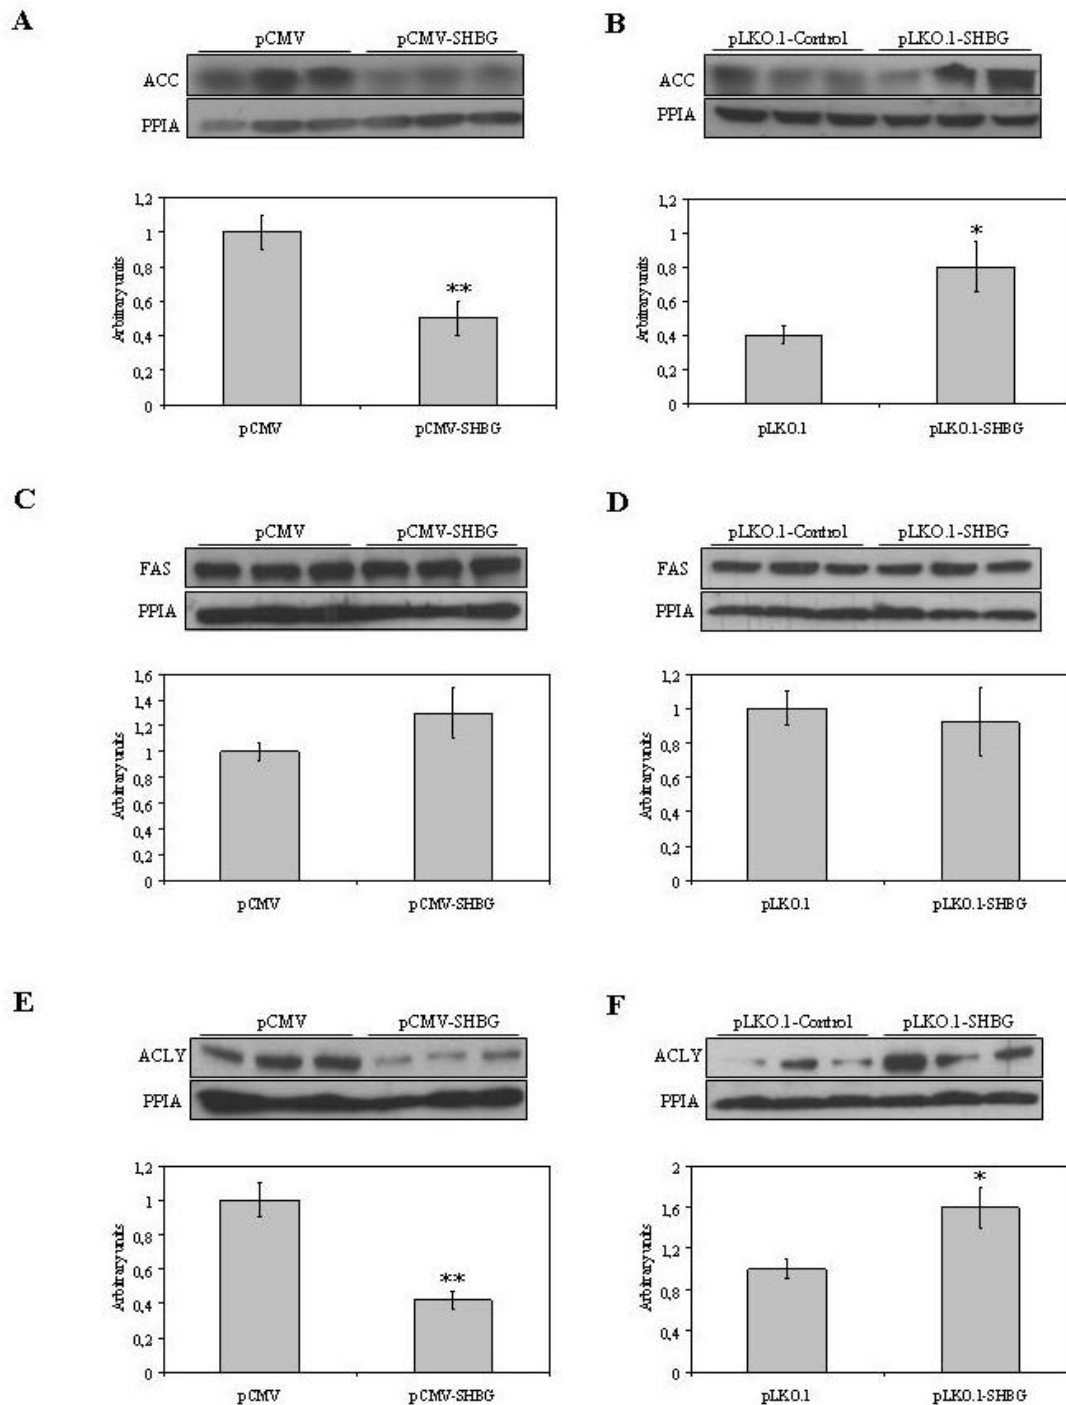 A
pCMV pCMV-SHBG
ACC
PPIA
1,2
1
0,8
0,6
0,4
0,2
0
Arbitrary units
**
pCMV pCMV-SHBG
B
pLKO.1-Control pLKO.1-SHBG
ACC
PPIA
1,2
1
0,8
0,6
0,4
0,2
0
Arbitrary units
*
pLKO.1 pLKO.1-SHBG
C
pCMV pCMV-SHBG
FAS
PPIA
1,6
1,4
1,2
1
0,8
0,6
0,4
0,2
0
Arbitrary units
pCMV pCMV-SHBG
D
pLKO.1-Control pLKO.1-SHBG
FAS
PPIA
1,2
1
0,8
0,6
0,4
0,2
0
Arbitrary units
pLKO.1 pLKO.1-SHBG
E
pCMV pCMV-SHBG
ACLY
PPIA
1,2
1
0,8
0,6
0,4
0,2
0
Arbitrary units
**
pCMV pCMV-SHBG
F
pLKO.1-Control pLKO.1-SHBG
ACLY
PPIA
2
1,6
1,2
0,8
0,4
0
Arbitrary units
*
pLKO.1 pLKO.1-SHBG